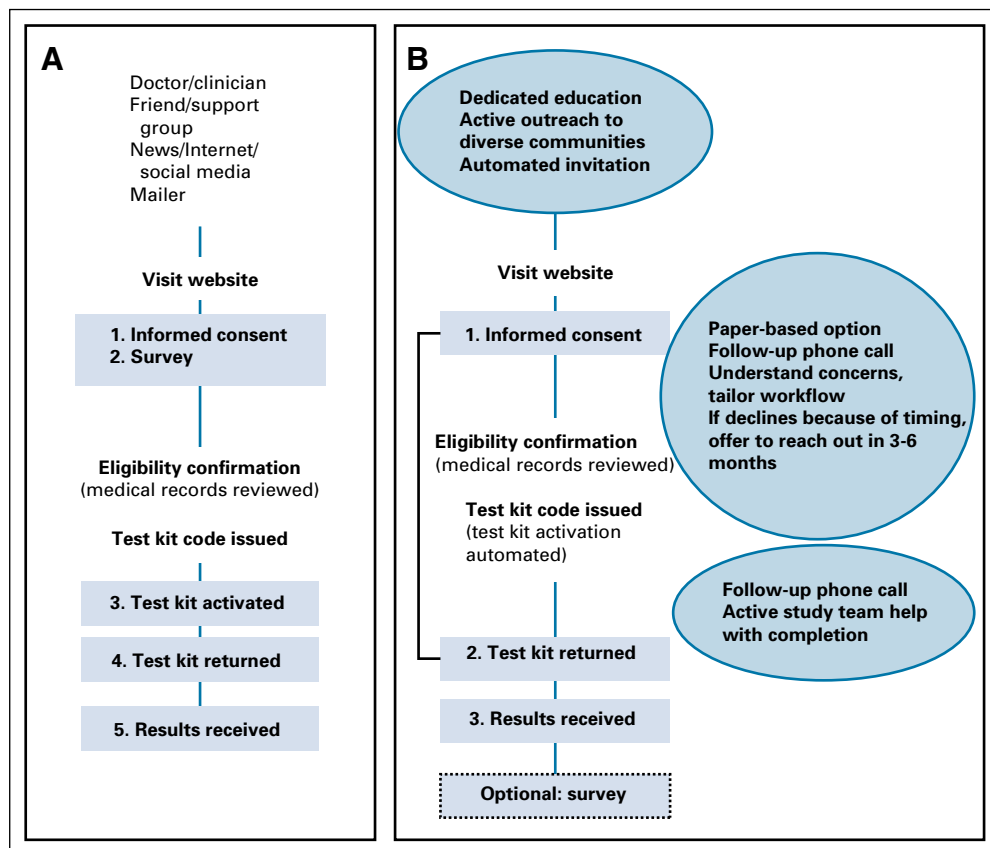 A
Doctor/clinician
Friend/support
group
News/Internet/
social media
Mailer
Visit website
1. Informed consent
2. Survey
Eligibility confirmation
(medical records reviewed)
Test kit code issued
3. Test kit activated
4. Test kit returned
5. Results received
B
Dedicated education
Active outreach to
diverse communities
Automated invitation
Visit website
1. Informed consent
Paper-based option
Follow-up phone call
Understand concerns,
tailor workflow
If declines because of timing,
offer to reach out in 3-6
months
Eligibility confirmation
(medical records reviewed)
Test kit code issued
(test kit activation
automated)
Follow-up phone call
Active study team help
with completion
2. Test kit returned
3. Results received
Optional: survey